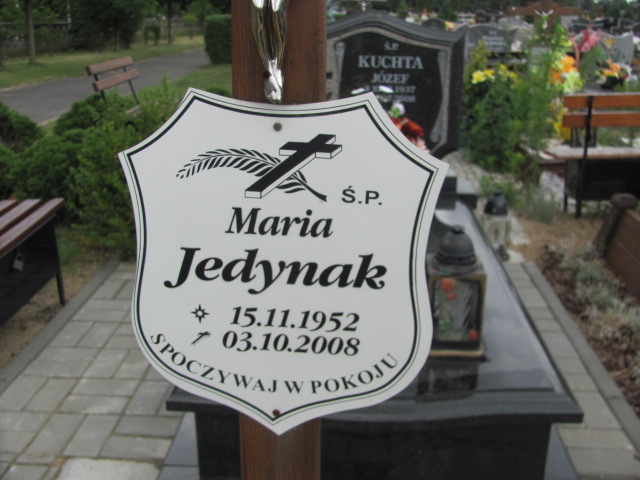 Ś.P.
Maria
Jedynak
15.11.1952
03.10.2008
SPOCZYWAJ W POKOJU
Ś.P.
KUCHTA
JÓZEF